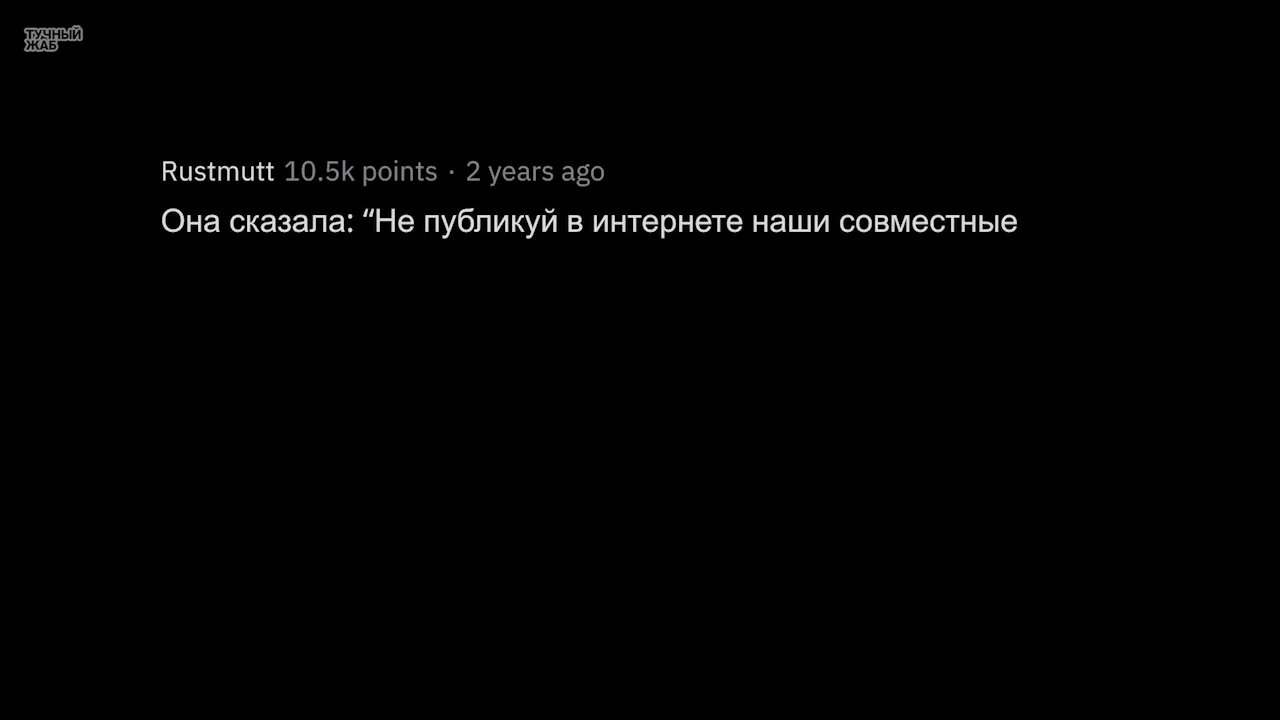 ТУЧНЫЙ
ЖАБ
Rustmutt 10.5k points · 2 years ago
Она сказала: “Не публикуй в интернете наши совместные